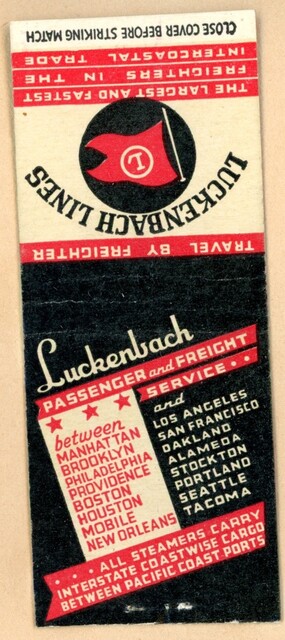 CLOSE COVER BEFORE STRIKING MATCH
THE LARGEST AND FASTEST
FREIGHTERS IN THE
INTERCOASTAL TRADE
L
LUCKENBACH LINES
TRAVEL BY FREIGHTER
Luckenbach
PASSENGER and FREIGHT
SERVICE
between
MANHATTAN
BROOKLYN
PHILADELPHIA
PROVIDENCE
BOSTON
HOUSTON
MOBILE
NEW ORLEANS
and
LOS ANGELES
SAN FRANCISCO
OAKLAND
ALAMEDA
STOCKTON
PORTLAND
SEATTLE
TACOMA
. . . . ALL STEAMERS CARRY
INTERSTATE COASTWISE CARGO
BETWEEN PACIFIC COAST PORTS